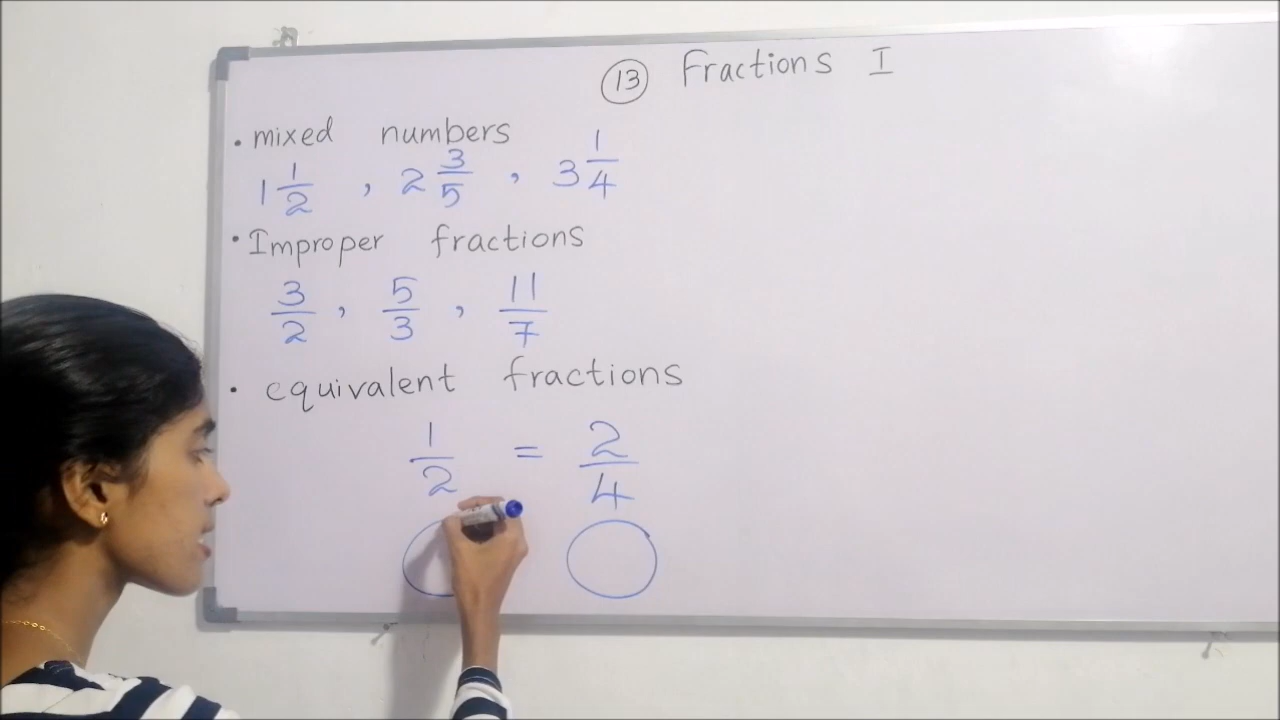 13 Fractions I
• mixed numbers
1 1/2 , 2 3/5 , 3 1/4
• Improper fractions
3/2 , 5/3 , 11/7
• equivalent fractions
1/2 = 2/4